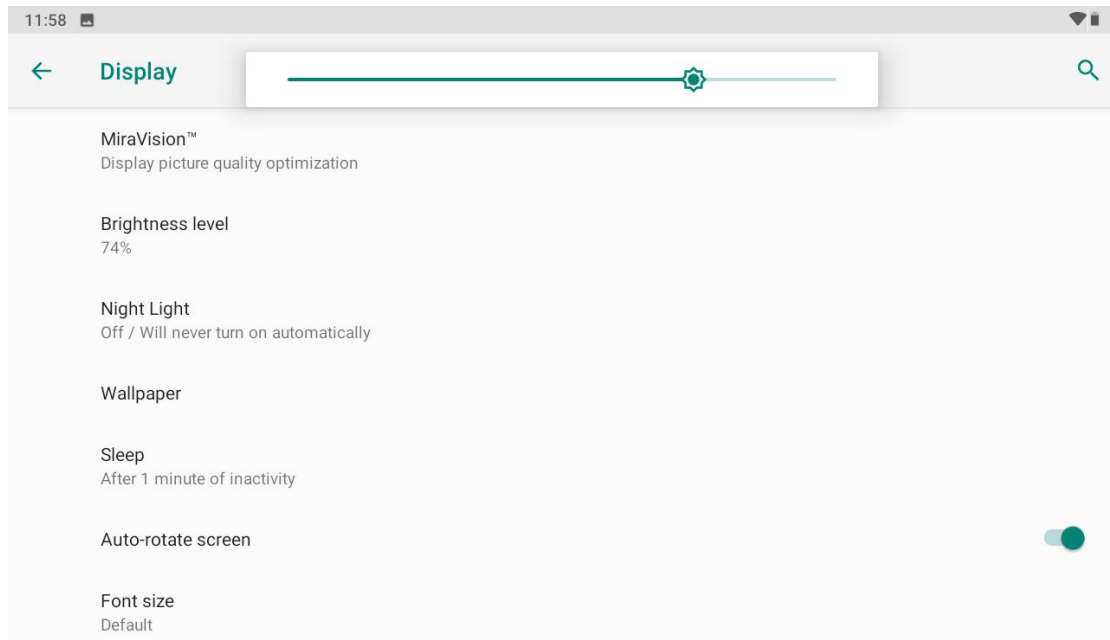 11:58
Display
MiraVision™
Display picture quality optimization
Brightness level
74%
Night Light
Off / Will never turn on automatically
Wallpaper
Sleep
After 1 minute of inactivity
Auto-rotate screen
Font size
Default